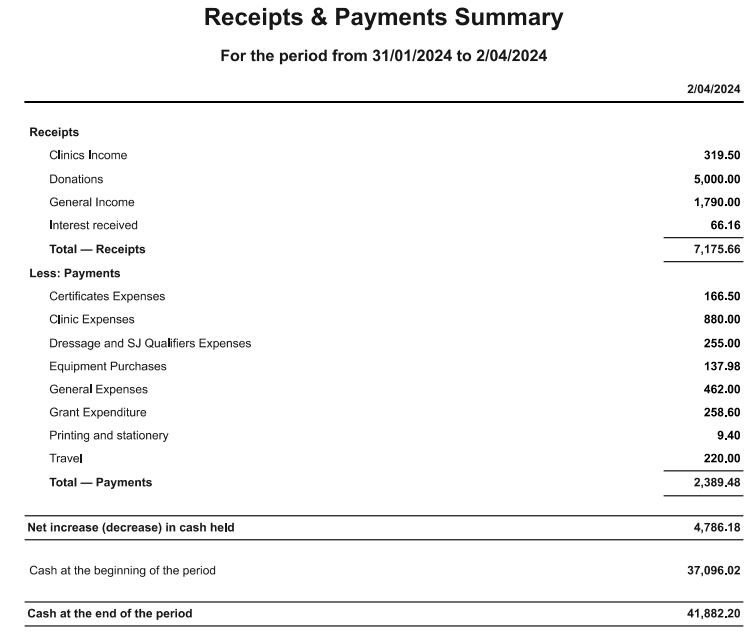 Receipts & Payments Summary
For the period from 31/01/2024 to 2/04/2024
2/04/2024
Receipts
Clinics Income 319.50
Donations 5,000.00
General Income 1,790.00
Interest received 66.16
Total — Receipts 7,175.66
Less: Payments
Certificates Expenses 166.50
Clinic Expenses 880.00
Dressage and SJ Qualifiers Expenses 255.00
Equipment Purchases 137.98
General Expenses 462.00
Grant Expenditure 258.60
Printing and stationery 9.40
Travel 220.00
Total — Payments 2,389.48
Net increase (decrease) in cash held 4,786.18
Cash at the beginning of the period 37,096.02
Cash at the end of the period 41,882.20